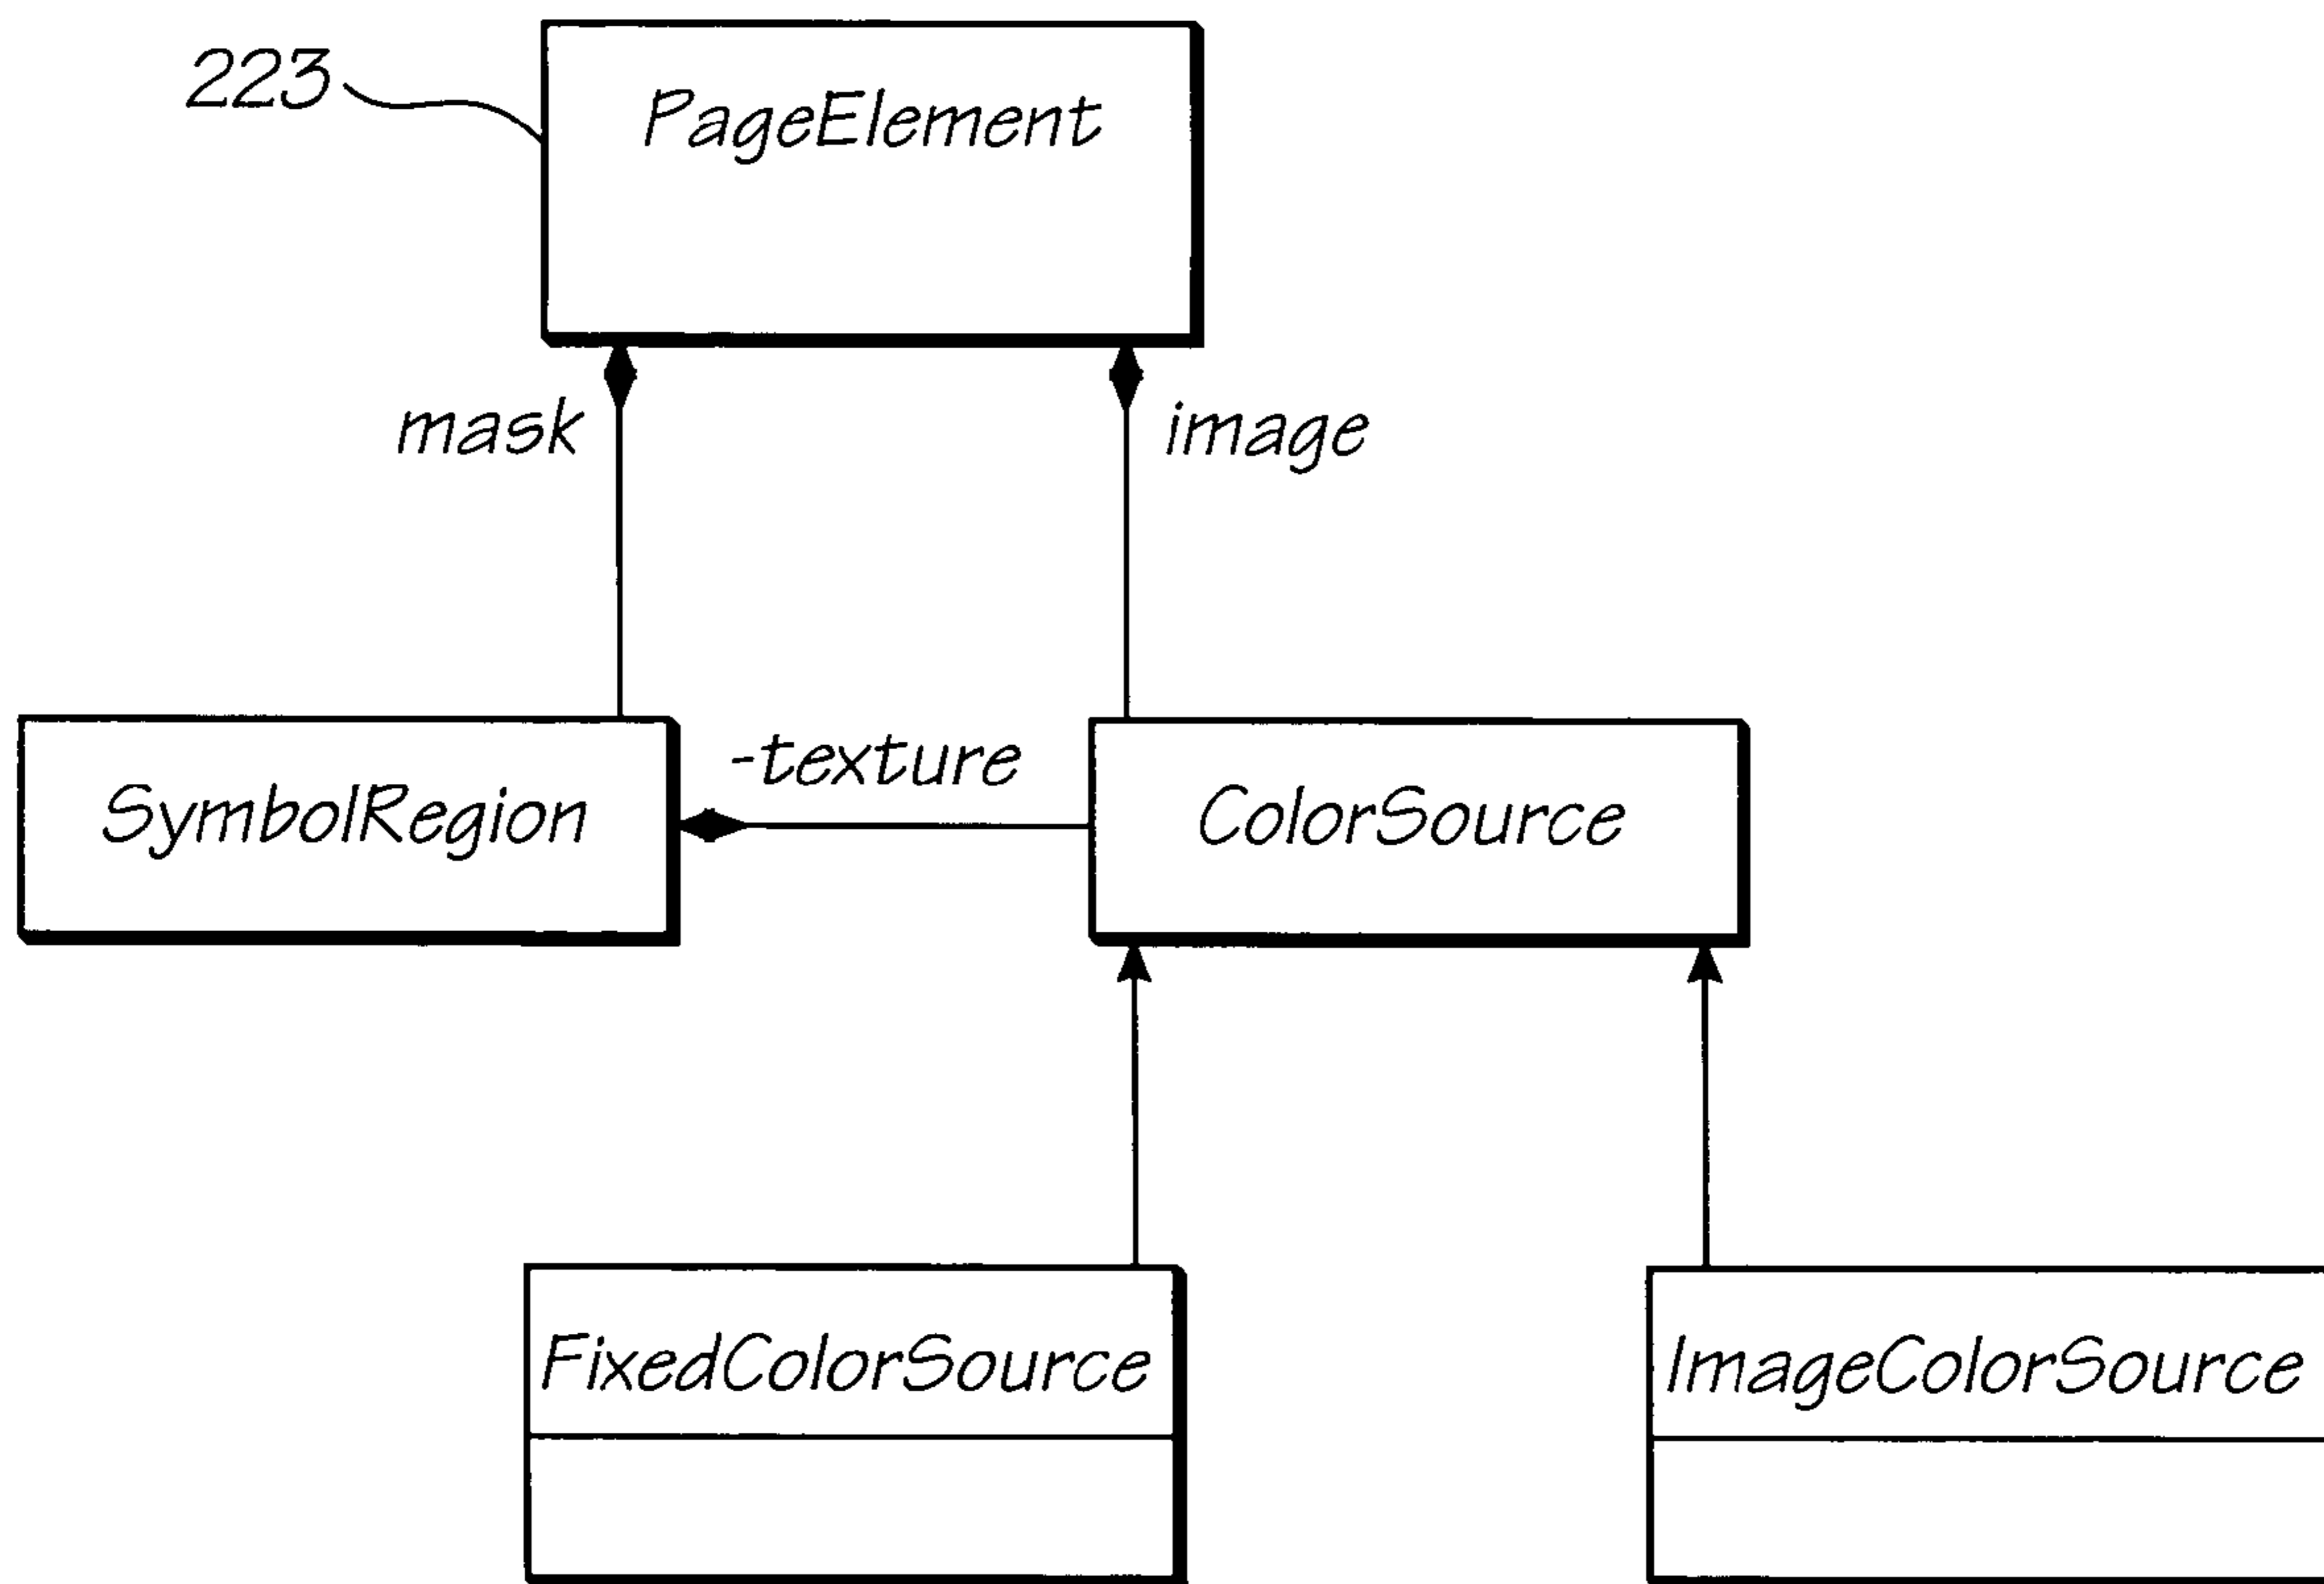 223
PageElement
mask
image
-texture
SymbolRegion
ColorSource
FixedColorSource
ImageColorSource